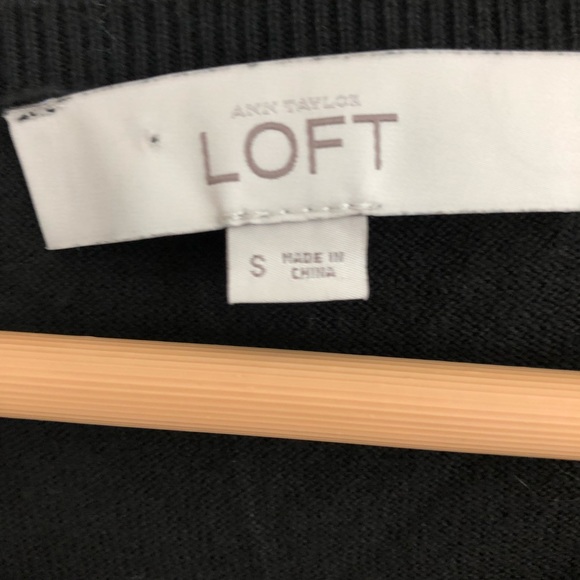 ANN TAYLOR
LOFT
S
MADE IN
CHINA